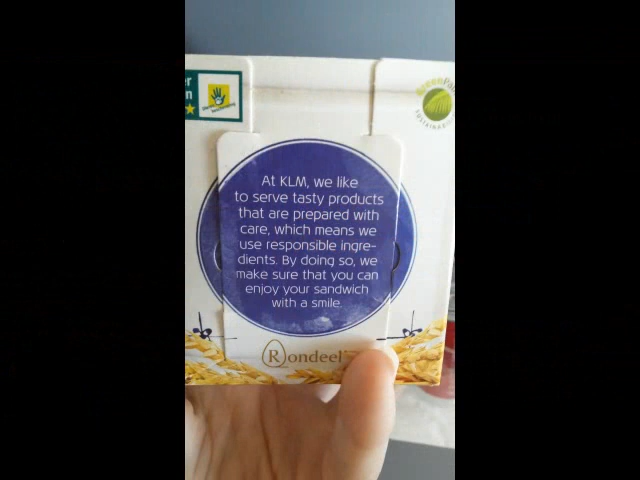 At KLM, we like
to serve tasty products
that are prepared with
care, which means we
use responsible ingre-
dients. By doing so, we
make sure that you can
enjoy your sandwich
with a smile.
Rondeel